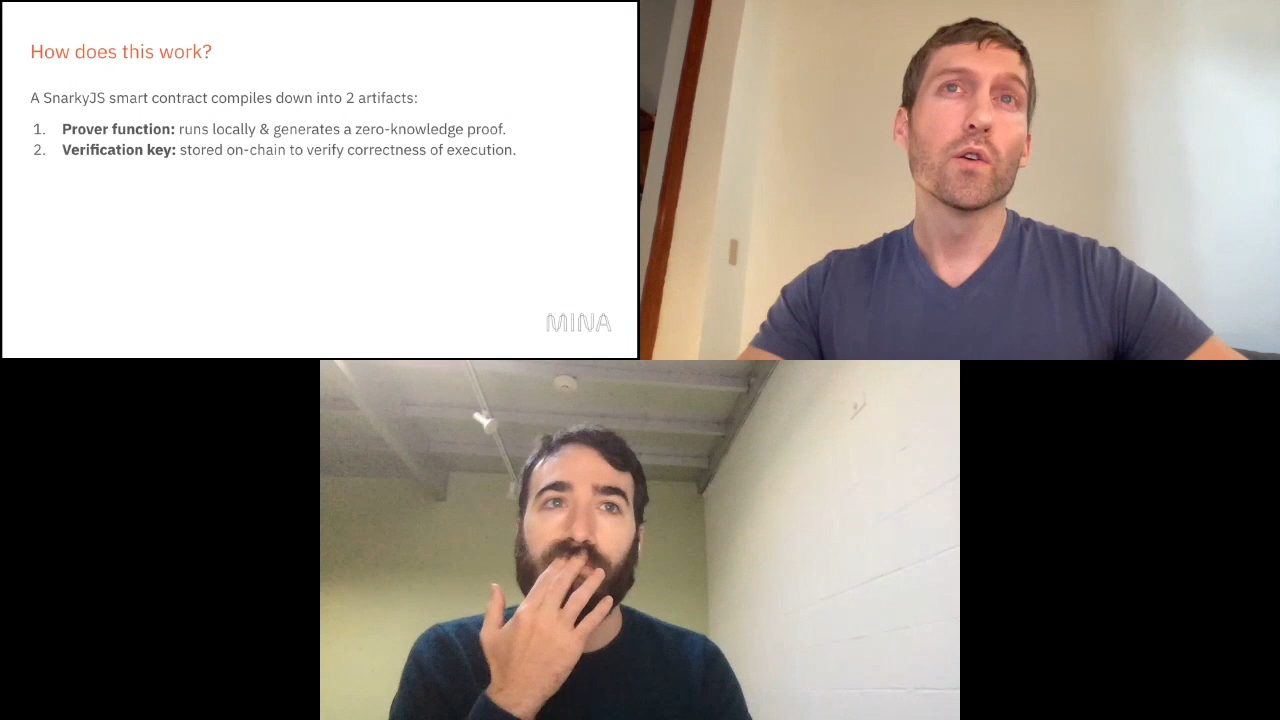 How does this work?
A SnarkyJS smart contract compiles down into 2 artifacts:
1. Prover function: runs locally & generates a zero-knowledge proof.
2. Verification key: stored on-chain to verify correctness of execution.
MINA